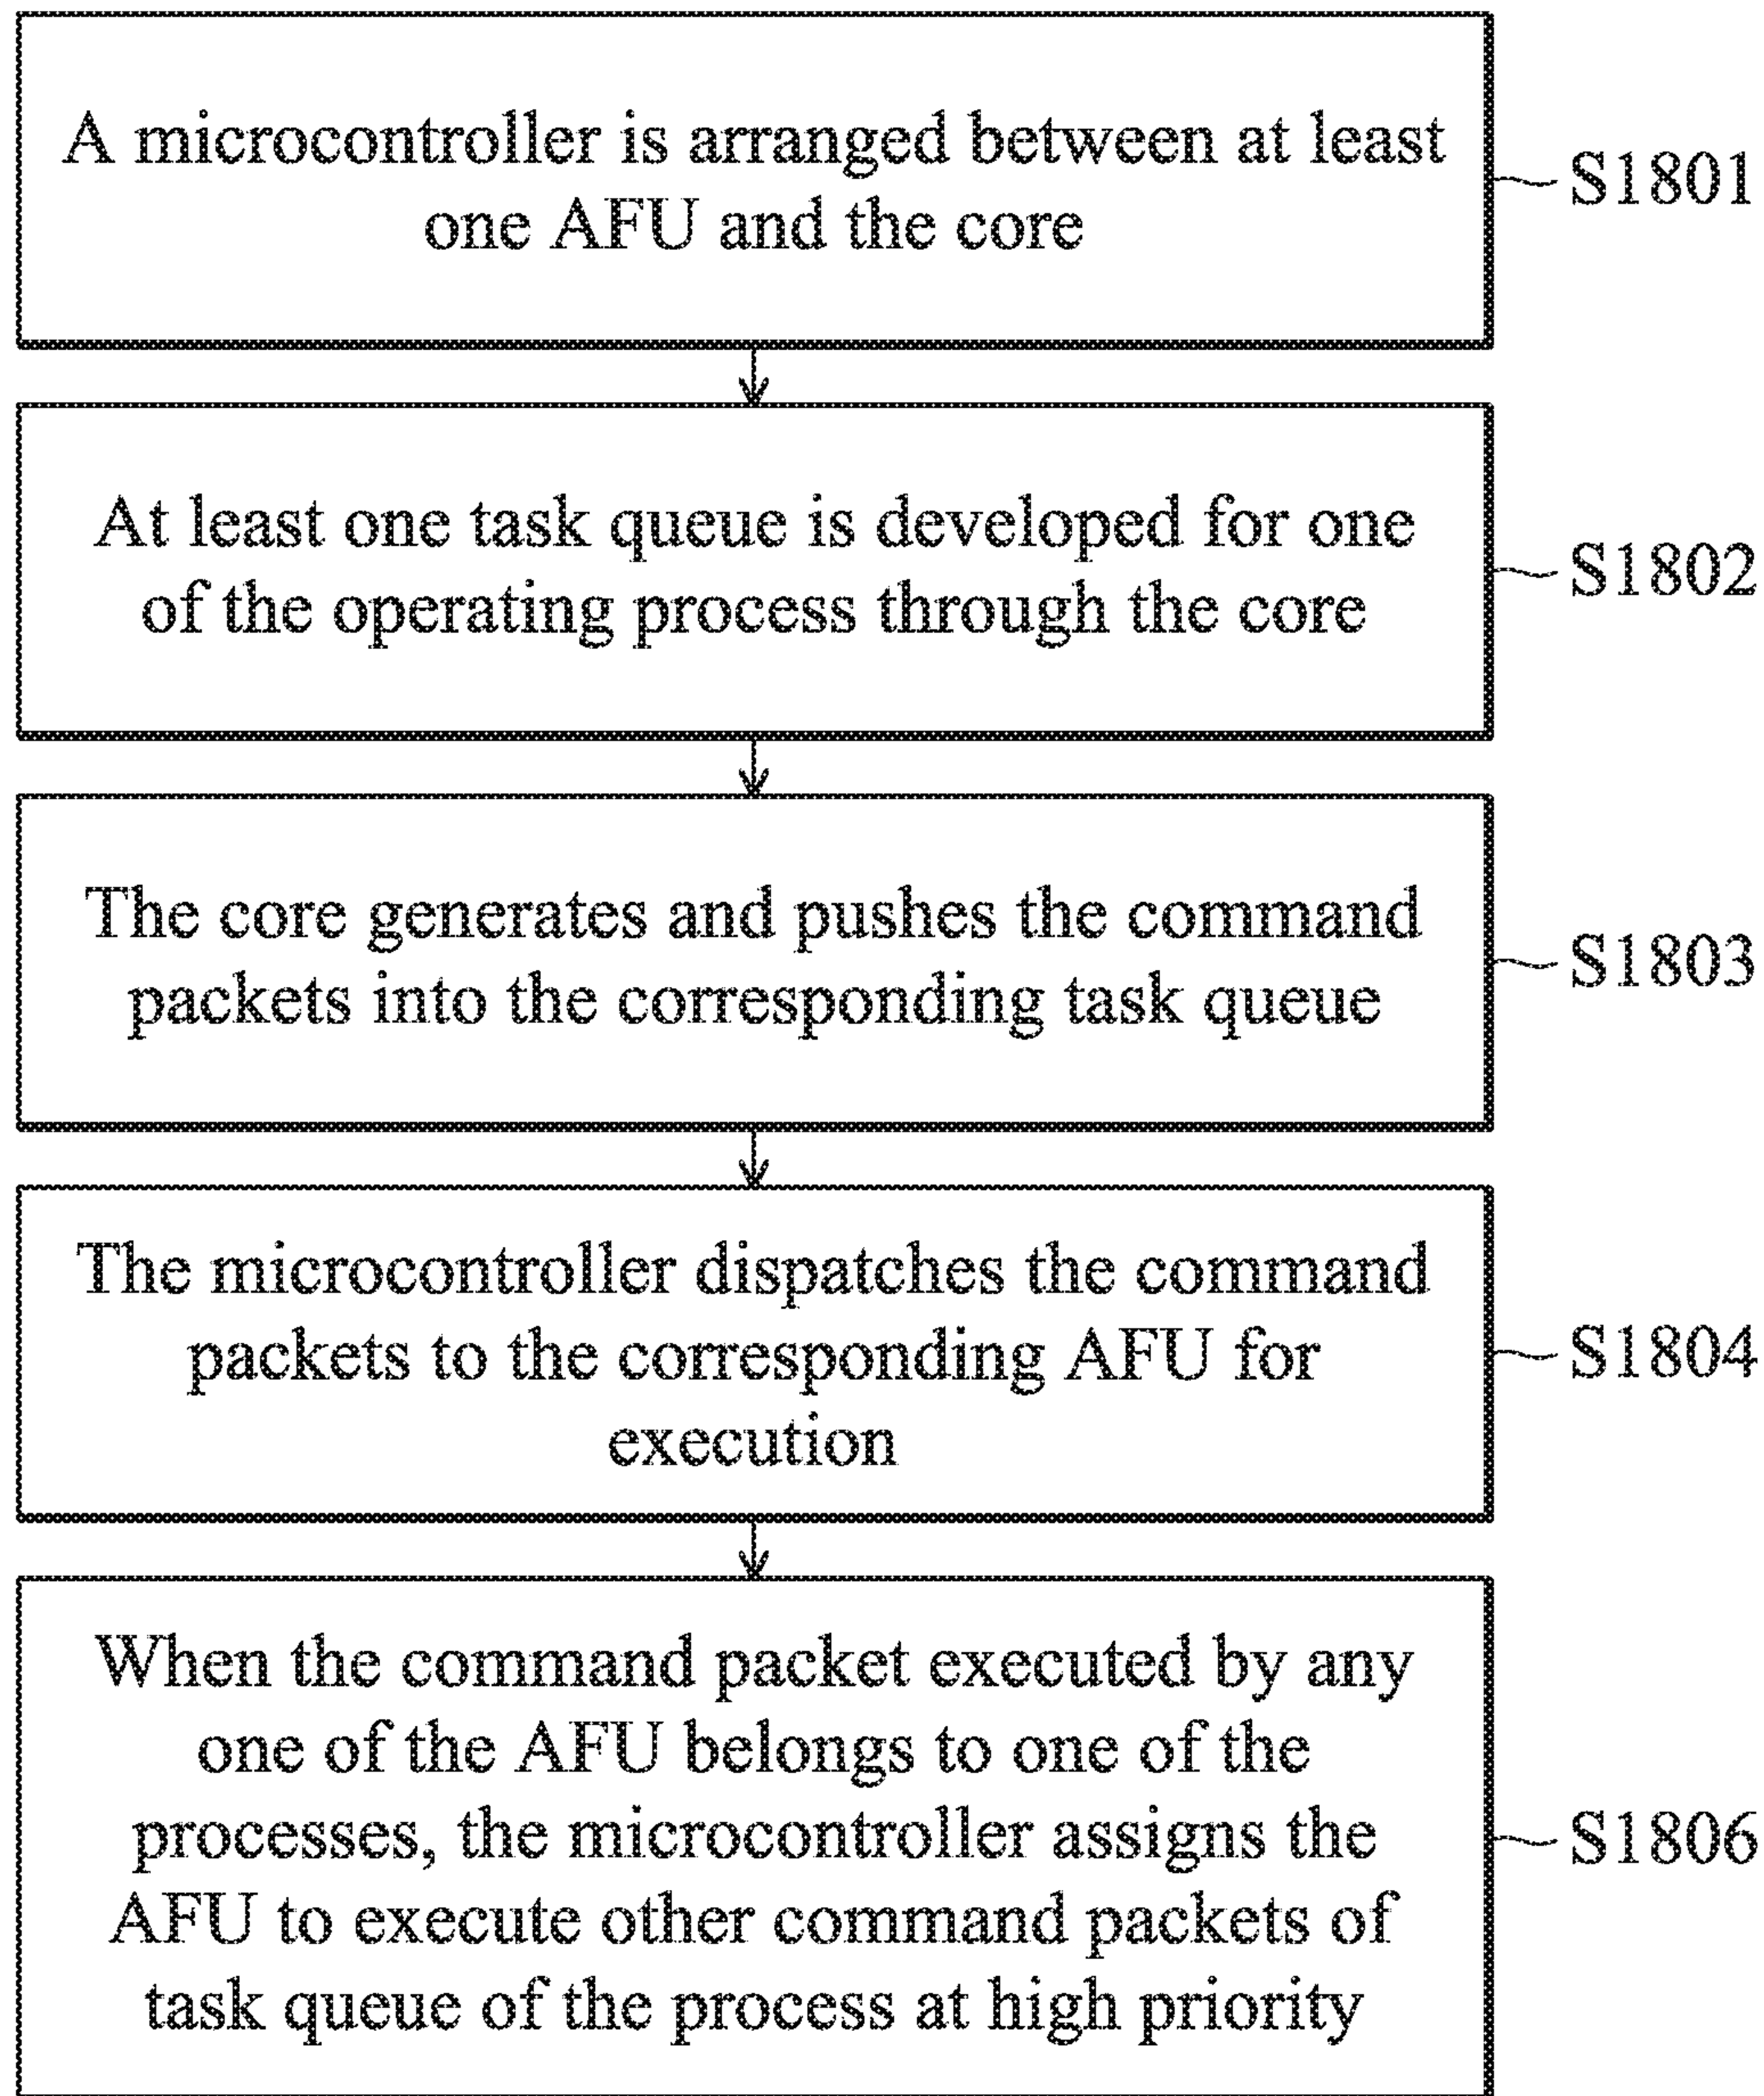 A microcontroller is arranged between at least
one AFU and the core
S1801
At least one task queue is developed for one
of the operating process through the core
S1802
The core generates and pushes the command
packets into the corresponding task queue
S1803
The microcontroller dispatches the command
packets to the corresponding AFU for
execution
S1804
When the command packet executed by any
one of the AFU belongs to one of the
processes, the microcontroller assigns the
AFU to execute other command packets of
task queue of the process at high priority
S1806